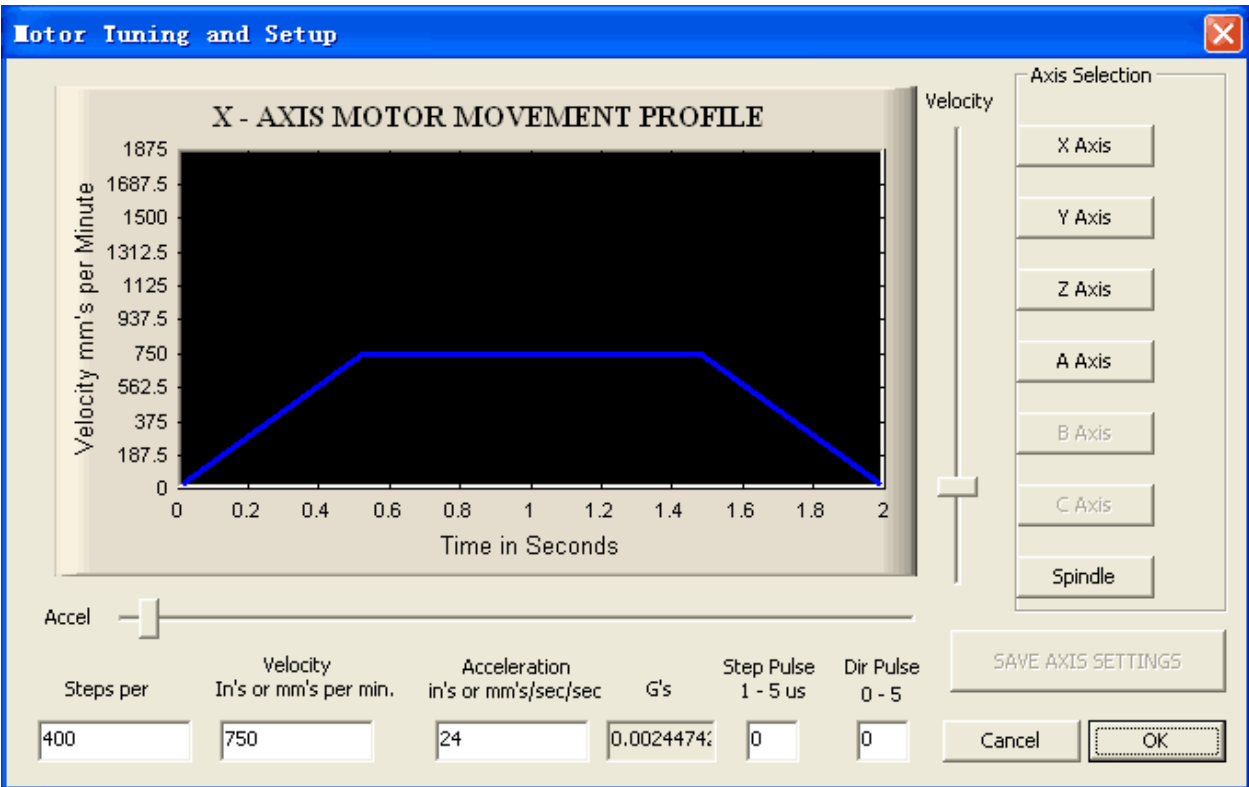 Motor Tuning and Setup
X - AXIS MOTOR MOVEMENT PROFILE
Velocity mm's per Minute
1875
1687.5
1500
1312.5
1125
937.5
750
562.5
375
187.5
0
0 0.2 0.4 0.6 0.8 1 1.2 1.4 1.6 1.8 2
Time in Seconds
Velocity
Axis Selection
X Axis
Y Axis
Z Axis
A Axis
B Axis
C Axis
Spindle
Accel
Steps per
Velocity
In's or mm's per min.
Acceleration
in's or mm's/sec/sec
G's
Step Pulse
1 - 5 us
Dir Pulse
0 - 5
SAVE AXIS SETTINGS
400 750 24 0.0024474 0 0
Cancel OK